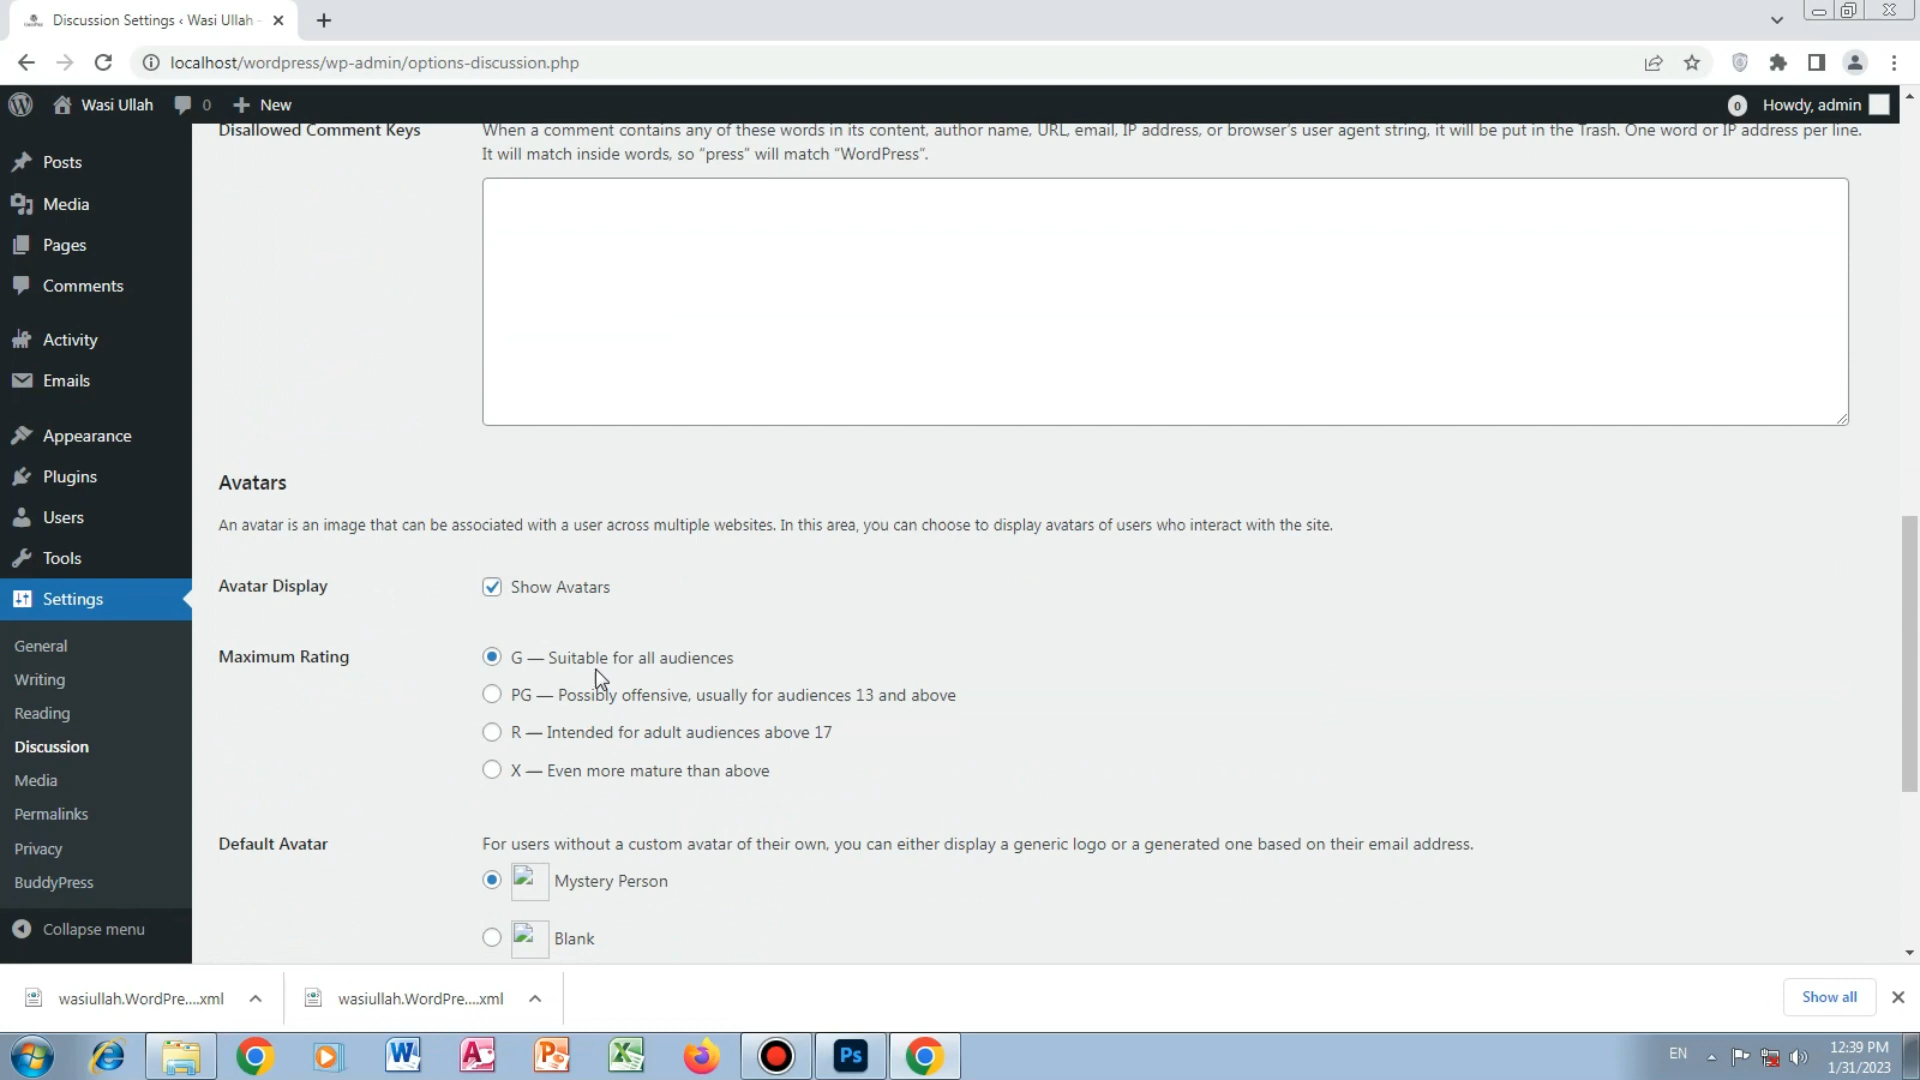 Discussion Settings ‹ Wasi Ullah
localhost/wordpress/wp-admin/options-discussion.php
Wasi Ullah 0 New
0 Howdy, admin
Posts
Media
Pages
Comments
Activity
Emails
Appearance
Plugins
Users
Tools
Settings
General
Writing
Reading
Discussion
Media
Permalinks
Privacy
BuddyPress
Collapse menu
Disallowed Comment Keys
When a comment contains any of these words in its content, author name, URL, email, IP address, or browser's user agent string, it will be put in the Trash. One word or IP address per line.
It will match inside words, so “press” will match “WordPress”.
Avatars
An avatar is an image that can be associated with a user across multiple websites. In this area, you can choose to display avatars of users who interact with the site.
Avatar Display
Show Avatars
Maximum Rating
G — Suitable for all audiences
PG — Possibly offensive, usually for audiences 13 and above
R — Intended for adult audiences above 17
X — Even more mature than above
Default Avatar
For users without a custom avatar of their own, you can either display a generic logo or a generated one based on their email address.
Mystery Person
Blank
wasiullah.WordPre....xml
wasiullah.WordPre....xml
Show all
Ps
EN
12:39 PM
1/31/2023